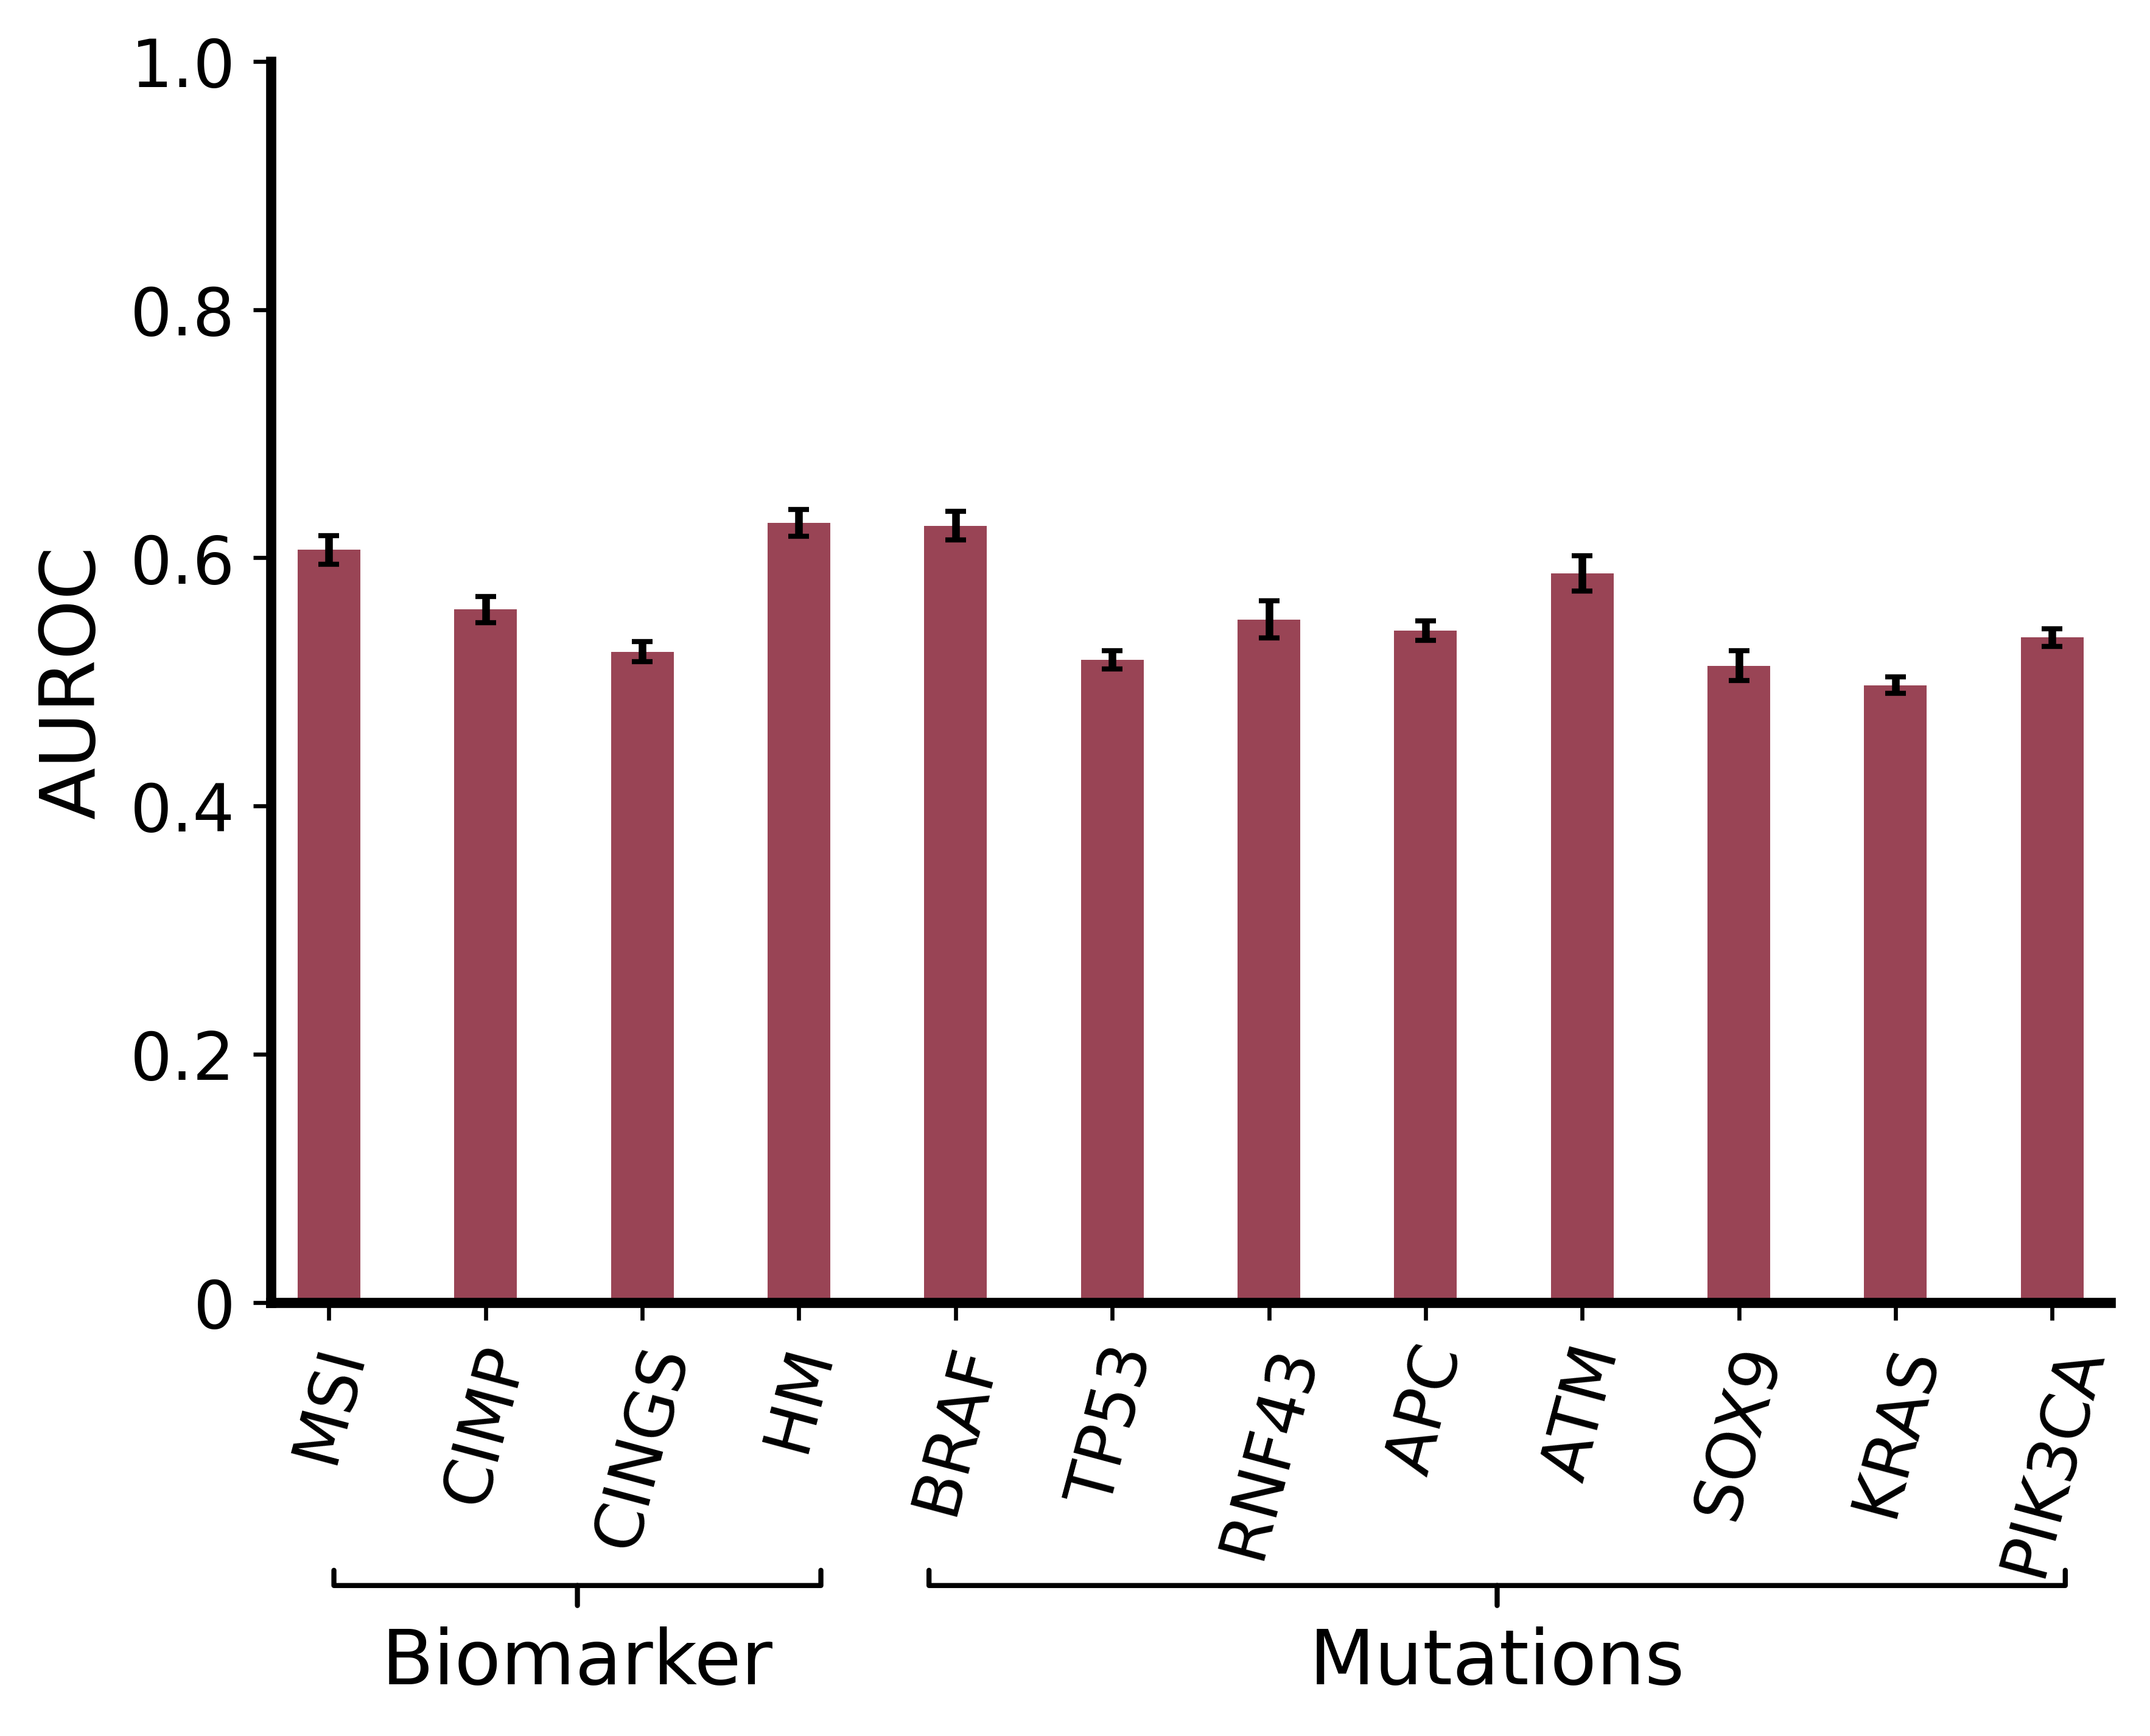 1.0
0.8
0.6
0.4
0.2
0
AUROC
MSI
CIMP
CINGS
HM
BRAF
TP53
RNF43
APC
ATM
SOX9
KRAS
PIK3CA
Biomarker
Mutations